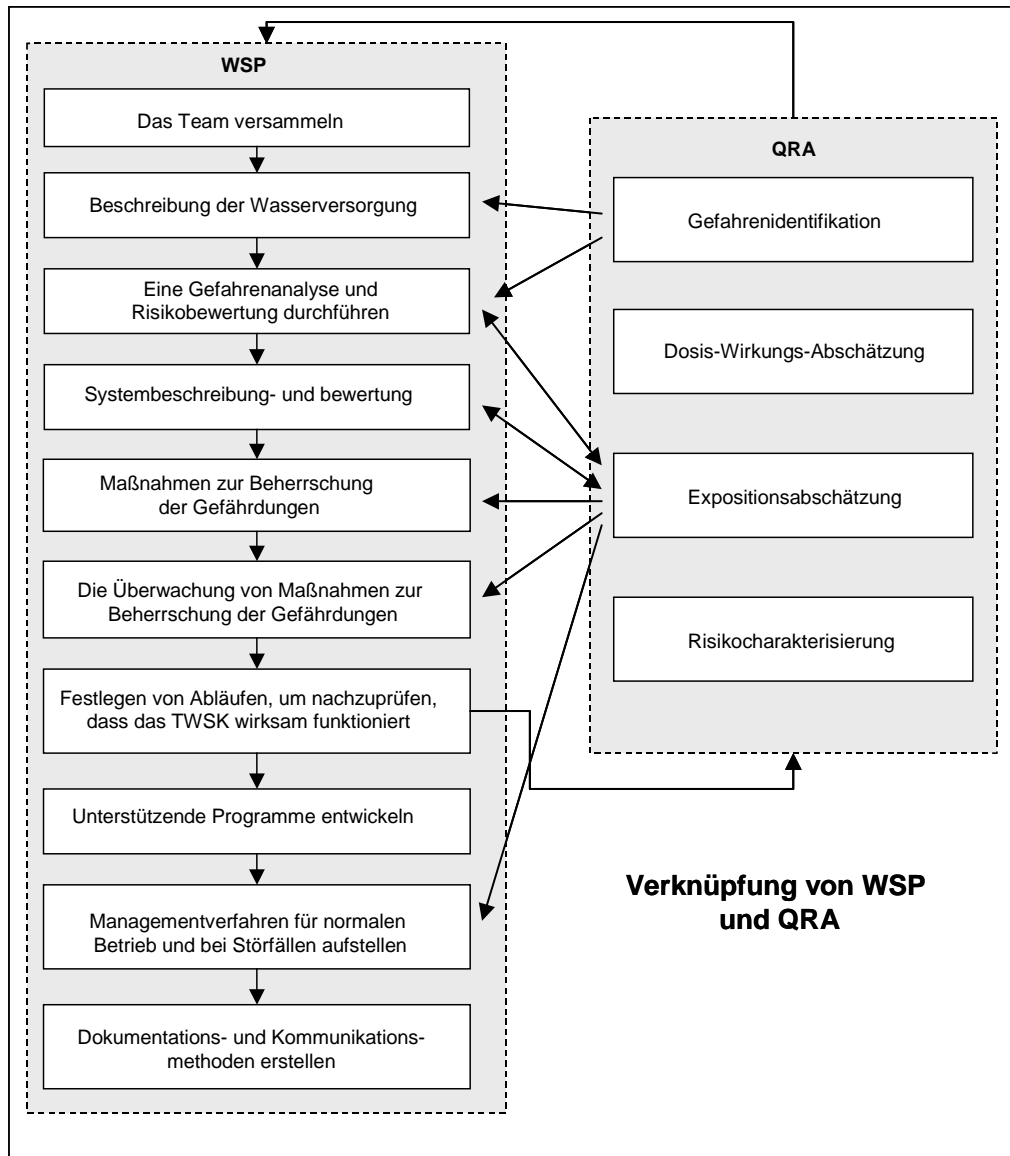 WSP
Das Team versammeln
Beschreibung der Wasserversorgung
Eine Gefahrenanalyse und
Risikobewertung durchführen
Systembeschreibung- und bewertung
Maßnahmen zur Beherrschung
der Gefährdungen
Die Überwachung von Maßnahmen zur
Beherrschung der Gefährdungen
Festlegen von Abläufen, um nachzuprüfen,
dass das TWSK wirksam funktioniert
Unterstützende Programme entwickeln
Managementverfahren für normalen
Betrieb und bei Störfällen aufstellen
Dokumentations- und Kommunikations-
methoden erstellen
QRA
Gefahrenidentifikation
Dosis-Wirkungs-Abschätzung
Expositionsabschätzung
Risikocharakterisierung
Verknüpfung von WSP
und QRA